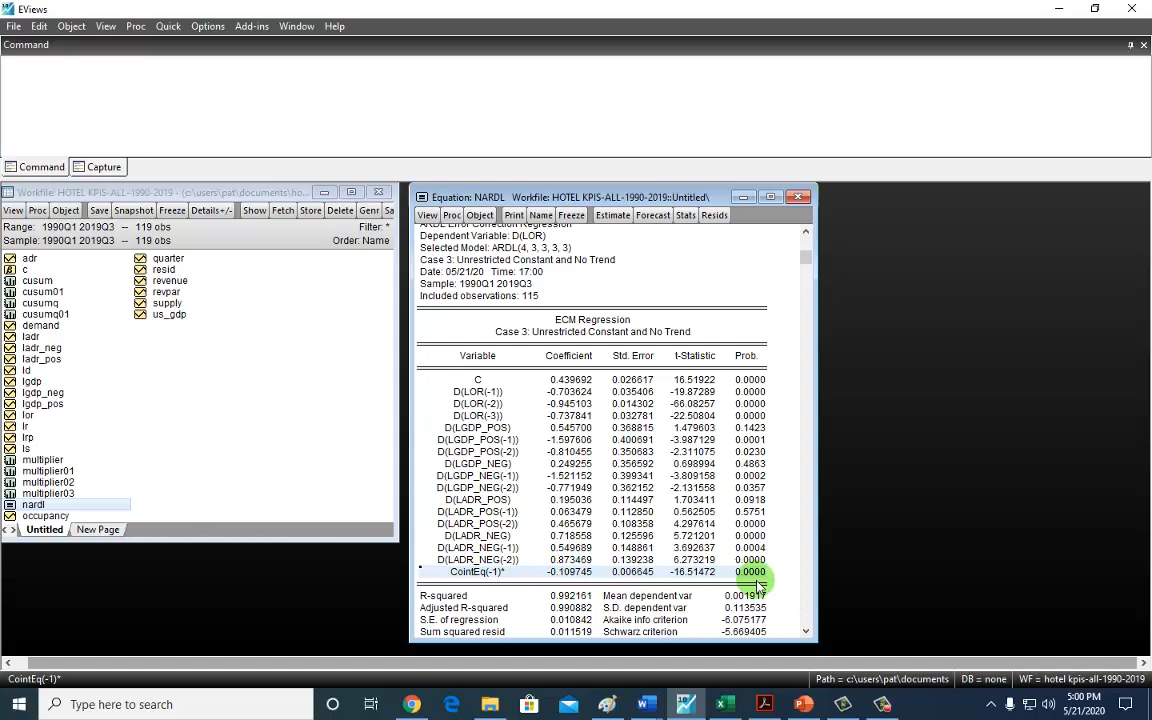 EViews
File Edit Object View Proc Quick Options Add-ins Window Help
Command
Command Capture
Workfile: HOTEL KPIS-ALL-1990-2019 - (c:\users\pat\documents\ho...
View Proc Object Save Snapshot Freeze Details+/- Show Fetch Store Delete Genr Sa
Range: 1990Q1 2019Q3 -- 119 obs Filter: *
Sample: 1990Q1 2019Q3 -- 119 obs Order: Name
adr quarter
c resid
cusum revenue
cusum01 revpar
cusumq supply
cusumq01 us_gdp
demand
ladr
ladr_neg
ladr_pos
ld
lgdp
lgdp_neg
lgdp_pos
lor
lr
lrp
ls
multiplier
multiplier01
multiplier02
multiplier03
nardl
occupancy
Untitled New Page
Equation: NARDL Workfile: HOTEL KPIS-ALL-1990-2019::Untitled\
View Proc Object Print Name Freeze Estimate Forecast Stats Resids
ARDL Error Correction Regression
Dependent Variable: D(LOR)
Selected Model: ARDL(4, 3, 3, 3, 3)
Case 3: Unrestricted Constant and No Trend
Date: 05/21/20 Time: 17:00
Sample: 1990Q1 2019Q3
Included observations: 115
ECM Regression
Case 3: Unrestricted Constant and No Trend
Variable Coefficient Std. Error t-Statistic Prob.
C 0.439692 0.026617 16.51922 0.0000
D(LOR(-1)) -0.703624 0.035406 -19.87289 0.0000
D(LOR(-2)) -0.945103 0.014302 -66.08257 0.0000
D(LOR(-3)) -0.737841 0.032781 -22.50804 0.0000
D(LGDP_POS) 0.545700 0.368815 1.479603 0.1423
D(LGDP_POS(-1)) -1.597606 0.400691 -3.987129 0.0001
D(LGDP_POS(-2)) -0.810455 0.350683 -2.311075 0.0230
D(LGDP_NEG) 0.249255 0.356592 0.698994 0.4863
D(LGDP_NEG(-1)) -1.521152 0.399341 -3.809158 0.0002
D(LGDP_NEG(-2)) -0.771949 0.362152 -2.131558 0.0357
D(LADR_POS) 0.195036 0.114497 1.703411 0.0918
D(LADR_POS(-1)) 0.063479 0.112850 0.562505 0.5751
D(LADR_POS(-2)) 0.465679 0.108358 4.297614 0.0000
D(LADR_NEG) 0.718558 0.125596 5.721201 0.0000
D(LADR_NEG(-1)) 0.549689 0.148861 3.692637 0.0004
D(LADR_NEG(-2)) 0.873469 0.139238 6.273219 0.0000
CointEq(-1)* -0.109745 0.006645 -16.51472 0.0000
R-squared 0.992161 Mean dependent var 0.001917
Adjusted R-squared 0.990882 S.D. dependent var 0.113535
S.E. of regression 0.010842 Akaike info criterion -6.075177
Sum squared resid 0.011519 Schwarz criterion -5.669405
CointEq(-1)* Path = c:\users\pat\documents DB = none WF = hotel kpis-all-1990-2019
Type here to search
5:00 PM
5/21/2020